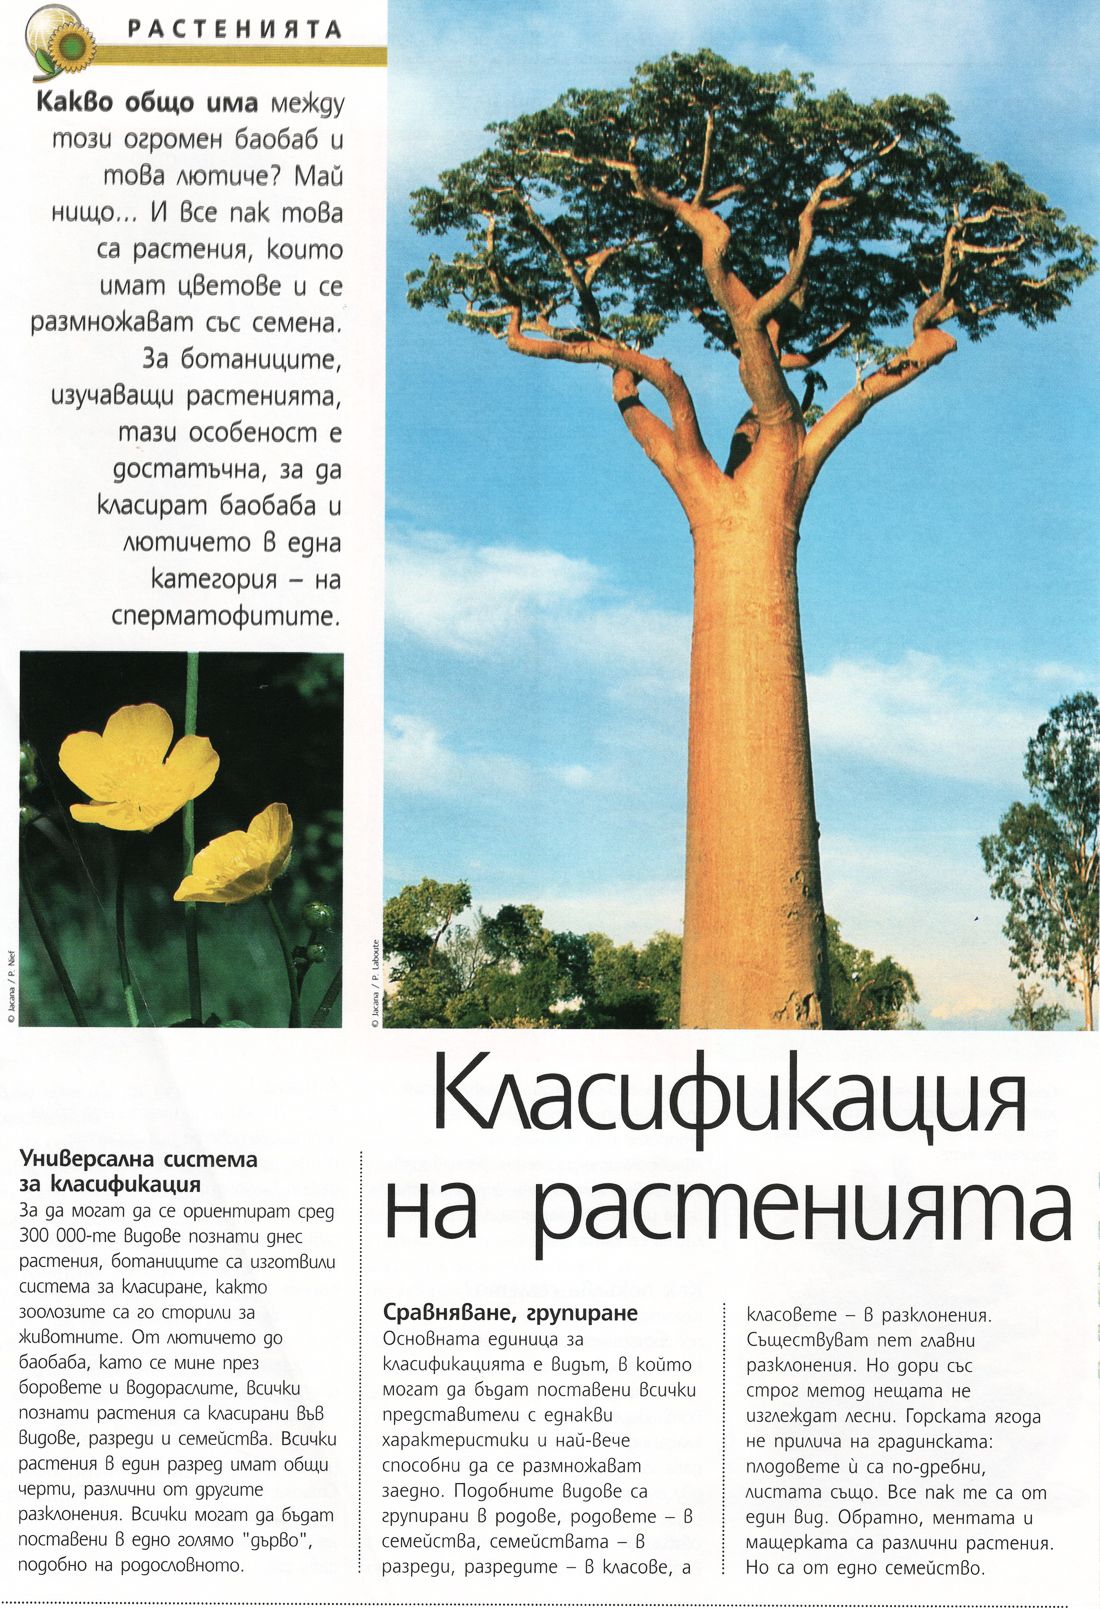 РАСТЕНИЯТА
Какво общо има между
този огромен баобаб и
това лютиче? Май
нищо... И все пак това
са растения, които
имат цветове и се
размножават със семена.
За ботаниците,
изучаващи растенията,
тази особеност е
достатъчна, за да
класират баобаба и
лютичето в една
категория – на
сперматофитите.
© Jacana / P. Nief
© Jacana / P. Laboute
Класификация
на растенията
Универсална система
за класификация
За да могат да се ориентират сред
300 000-те видове познати днес
растения, ботаниците са изготвили
система за класиране, както
зоолозите са го сторили за
животните. От лютичето до
баобаба, като се мине през
боровете и водораслите, всички
познати растения са класирани във
видове, разреди и семейства. Всички
растения в един разред имат общи
черти, различни от другите
разклонения. Всички могат да бъдат
поставени в едно голямо "дърво",
подобно на родословното.
Сравняване, групиране
Основната единица за
класификацията е видът, в който
могат да бъдат поставени всички
представители с еднакви
характеристики и най-вече
способни да се размножават
заедно. Подобните видове са
групирани в родове, родовете – в
семейства, семействата – в
разреди, разредите – в класове, а
класовете – в разклонения.
Съществуват пет главни
разклонения. Но дори със
строг метод нещата не
изглеждат лесни. Горската ягода
не прилича на градинската:
плодовете ѝ са по-дребни,
листата също. Все пак те са от
един вид. Обратно, ментата и
мащерката са различни растения.
Но са от едно семейство.